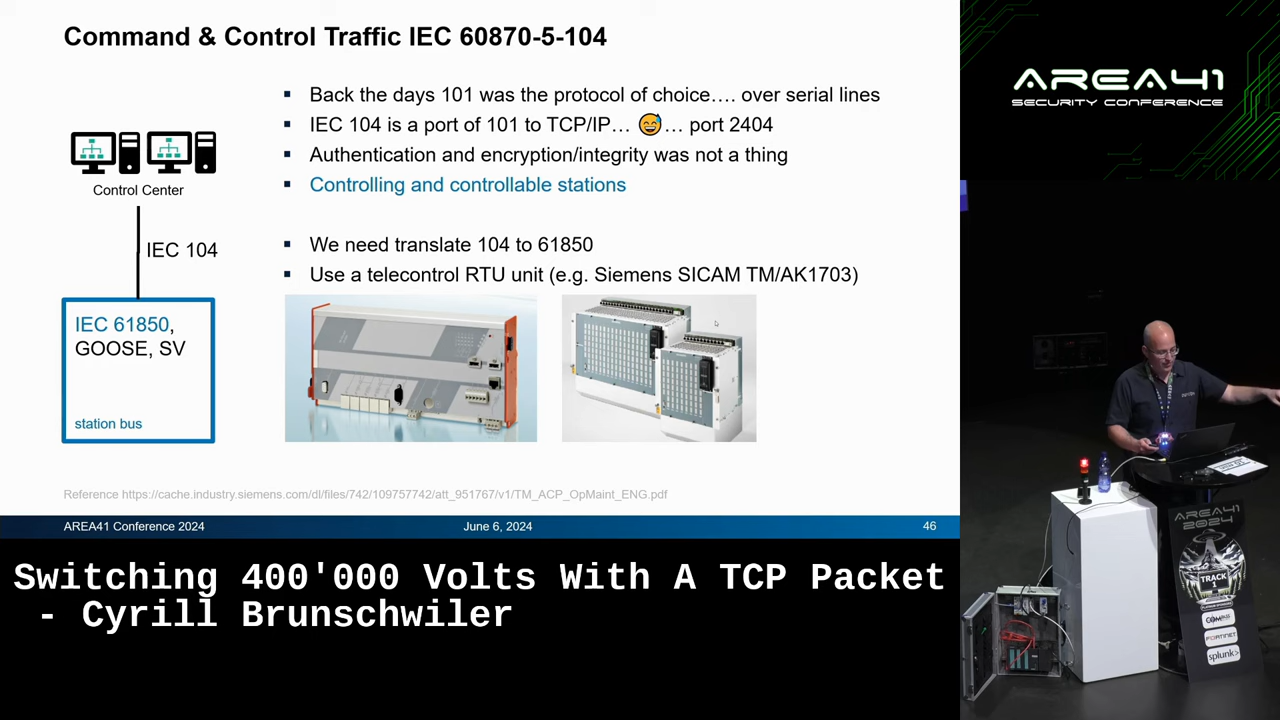 Command & Control Traffic IEC 60870-5-104
Back the days 101 was the protocol of choice…. over serial lines
IEC 104 is a port of 101 to TCP/IP… 😅… port 2404
Authentication and encryption/integrity was not a thing
Controlling and controllable stations
We need translate 104 to 61850
Use a telecontrol RTU unit (e.g. Siemens SICAM TM/AK1703)
Control Center
IEC 104
IEC 61850,
GOOSE, SV
station bus
Reference https://cache.industry.siemens.com/dl/files/742/109757742/att_951767/v1/TM_ACP_OpMaint_ENG.pdf
AREA41 Conference 2024
June 6, 2024
46
AREA41
SECURITY CONFERENCE
AREA41
2024
TRACK
1
COMPASS
FORTINET
splunk>
Switching 400'000 Volts With A TCP Packet
- Cyrill Brunschwiler